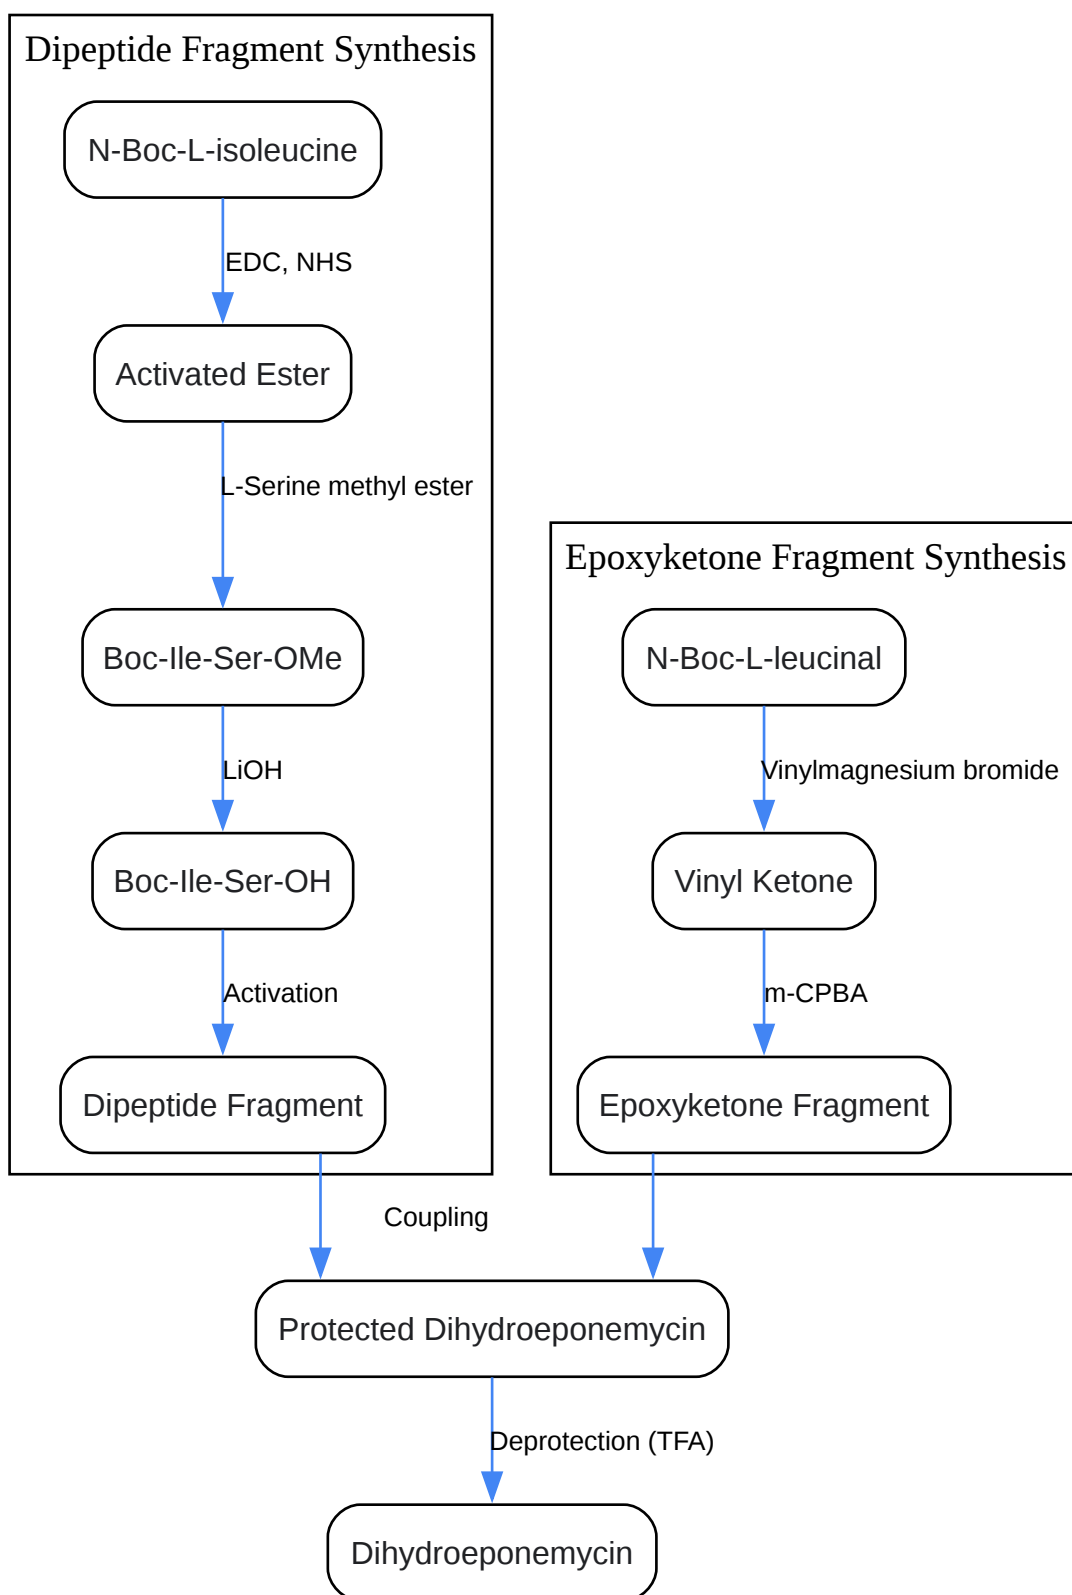 Dipeptide Fragment Synthesis
N-Boc-L-isoleucine
EDC, NHS
Activated Ester
L-Serine methyl ester
Boc-Ile-Ser-OMe
LiOH
Boc-Ile-Ser-OH
Activation
Dipeptide Fragment
Epoxyketone Fragment Synthesis
N-Boc-L-leucinal
Vinylmagnesium bromide
Vinyl Ketone
m-CPBA
Epoxyketone Fragment
Coupling
Protected Dihydroeponemycin
Deprotection (TFA)
Dihydroeponemycin